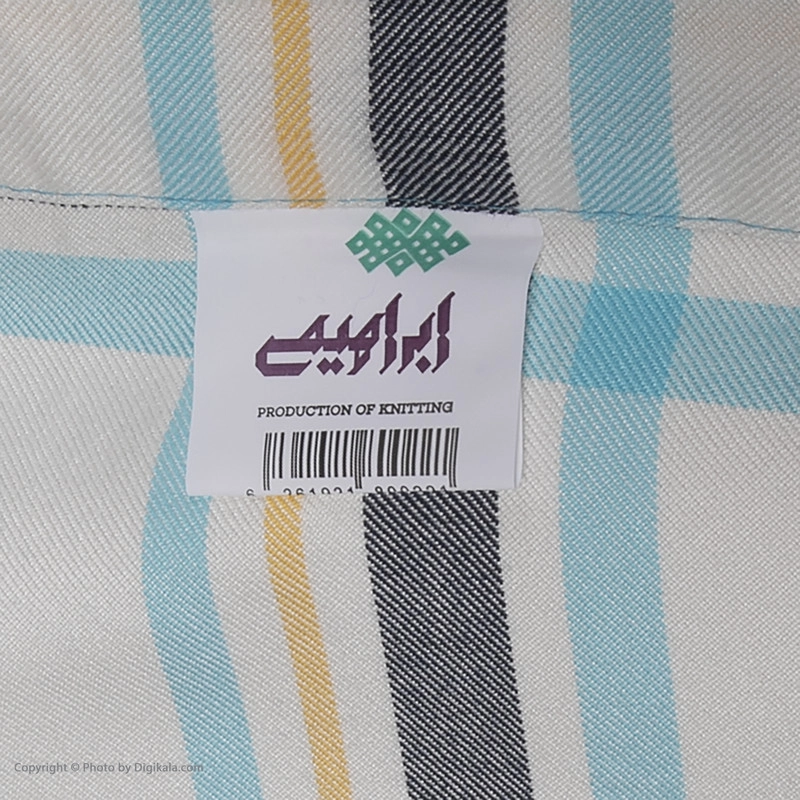 ابراهیمی
PRODUCTION OF KNITTING
Copyright © Photo by Digikala.com